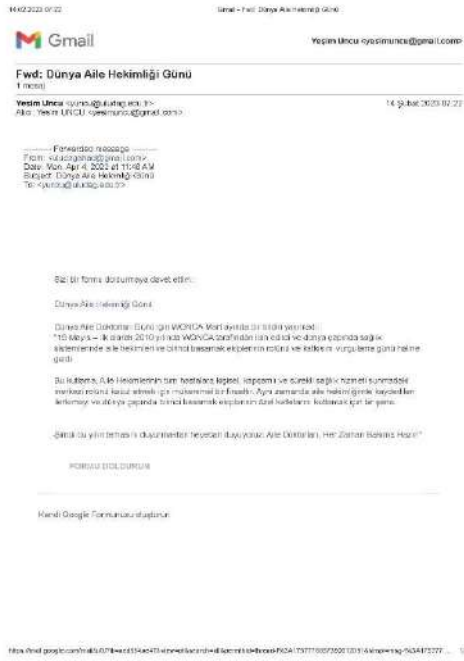 14.02.2023 07:22 Gmail - Fwd: Dünya Aile Hekimliği Günü
Gmail
Yeşim Uncu <yesimuncu@gmail.com>
Fwd: Dünya Aile Hekimliği Günü
1 mesaj
Yesim Uncu <yuncu@uludag.edu.tr> 14 Şubat 2023 07:22
Alıcı: Yesim UNCU <yesimuncu@gmail.com>
---------- Forwarded message ---------
From:
Date: Mon, Apr 4, 2022 at 11:48 AM
Subject: Dünya Aile Hekimliği Günü
To: <yuncu@uludag.edu.tr>
Sizi bir formu doldurmaya davet ettim:
Dünya Aile Hekimliği Günü
Dünya Aile Doktorları Günü için WONCA Mart ayında bir bildiri yayınladı:
"19 Mayıs – ilk olarak 2010 yılında WONCA tarafından ilan edildi ve dünya çapında sağlık
sistemlerinde aile hekimleri ve birinci basamak ekiplerinin rolünü ve katkısını vurgulama günü haline
geldi.
Bu kutlama, Aile Hekimlerinin tüm hastalara kişisel, kapsamlı ve sürekli sağlık hizmeti sunmadaki
merkezi rolünü kabul etmek için mükemmel bir fırsattır. Aynı zamanda aile hekimliğinde kaydedilen
ilerlemeyi ve dünya çapında birinci basamak ekiplerinin özel katkılarını kutlamak için bir şans.
Şimdi bu yılın temasını duyurmaktan heyecan duyuyoruz: Aile Doktorları, Her Zaman Bakıma Hazır!"
FORMU DOLDURUN
Kendi Google Formunuzu oluşturun